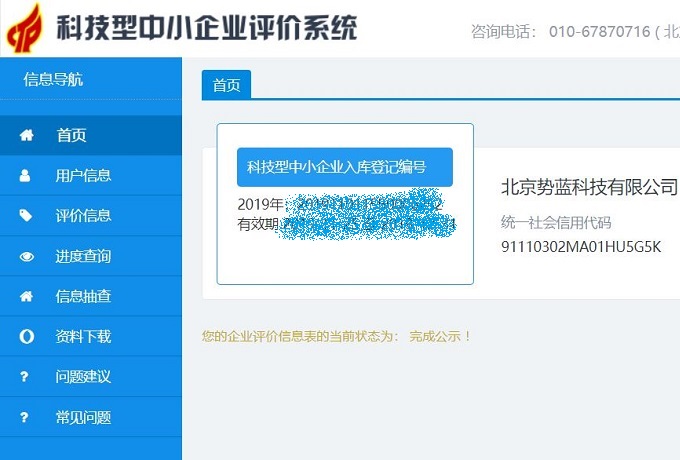 科技型中小企业评价系统
咨询电话： 010-67870716 ( 北
信息导航
首页
用户信息
评价信息
进度查询
信息抽查
资料下载
问题建议
常见问题
首页
科技型中小企业入库登记编号
2019年：
有效期
北京势蓝科技有限公司
统一社会信用代码
91110302MA01HU5G5K
您的企业评价信息表的当前状态为： 完成公示！